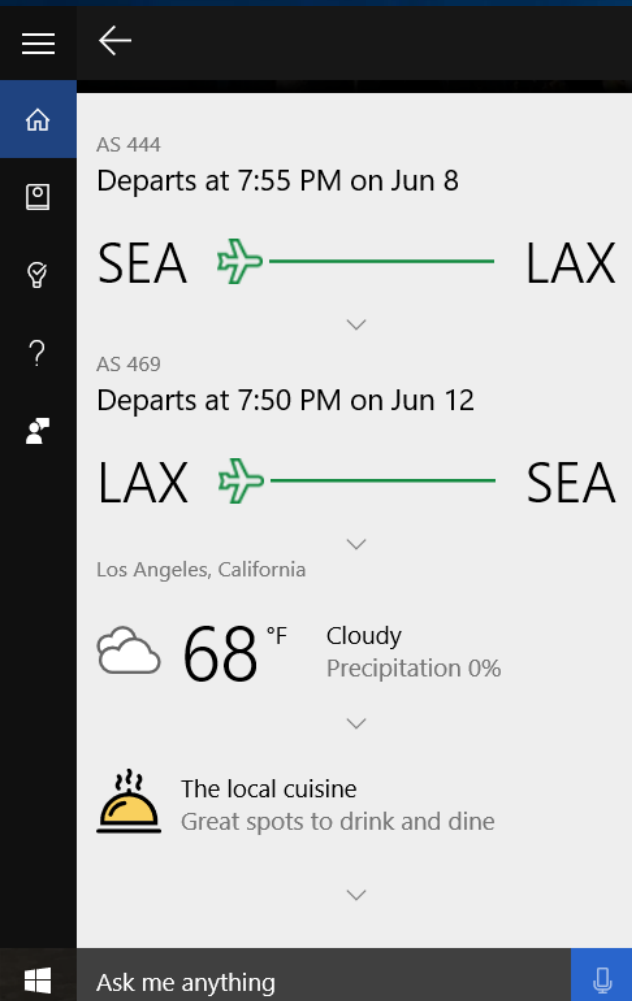 AS 444
Departs at 7:55 PM on Jun 8
SEA LAX
AS 469
Departs at 7:50 PM on Jun 12
LAX SEA
Los Angeles, California
68 °F Cloudy
Precipitation 0%
The local cuisine
Great spots to drink and dine
Ask me anything